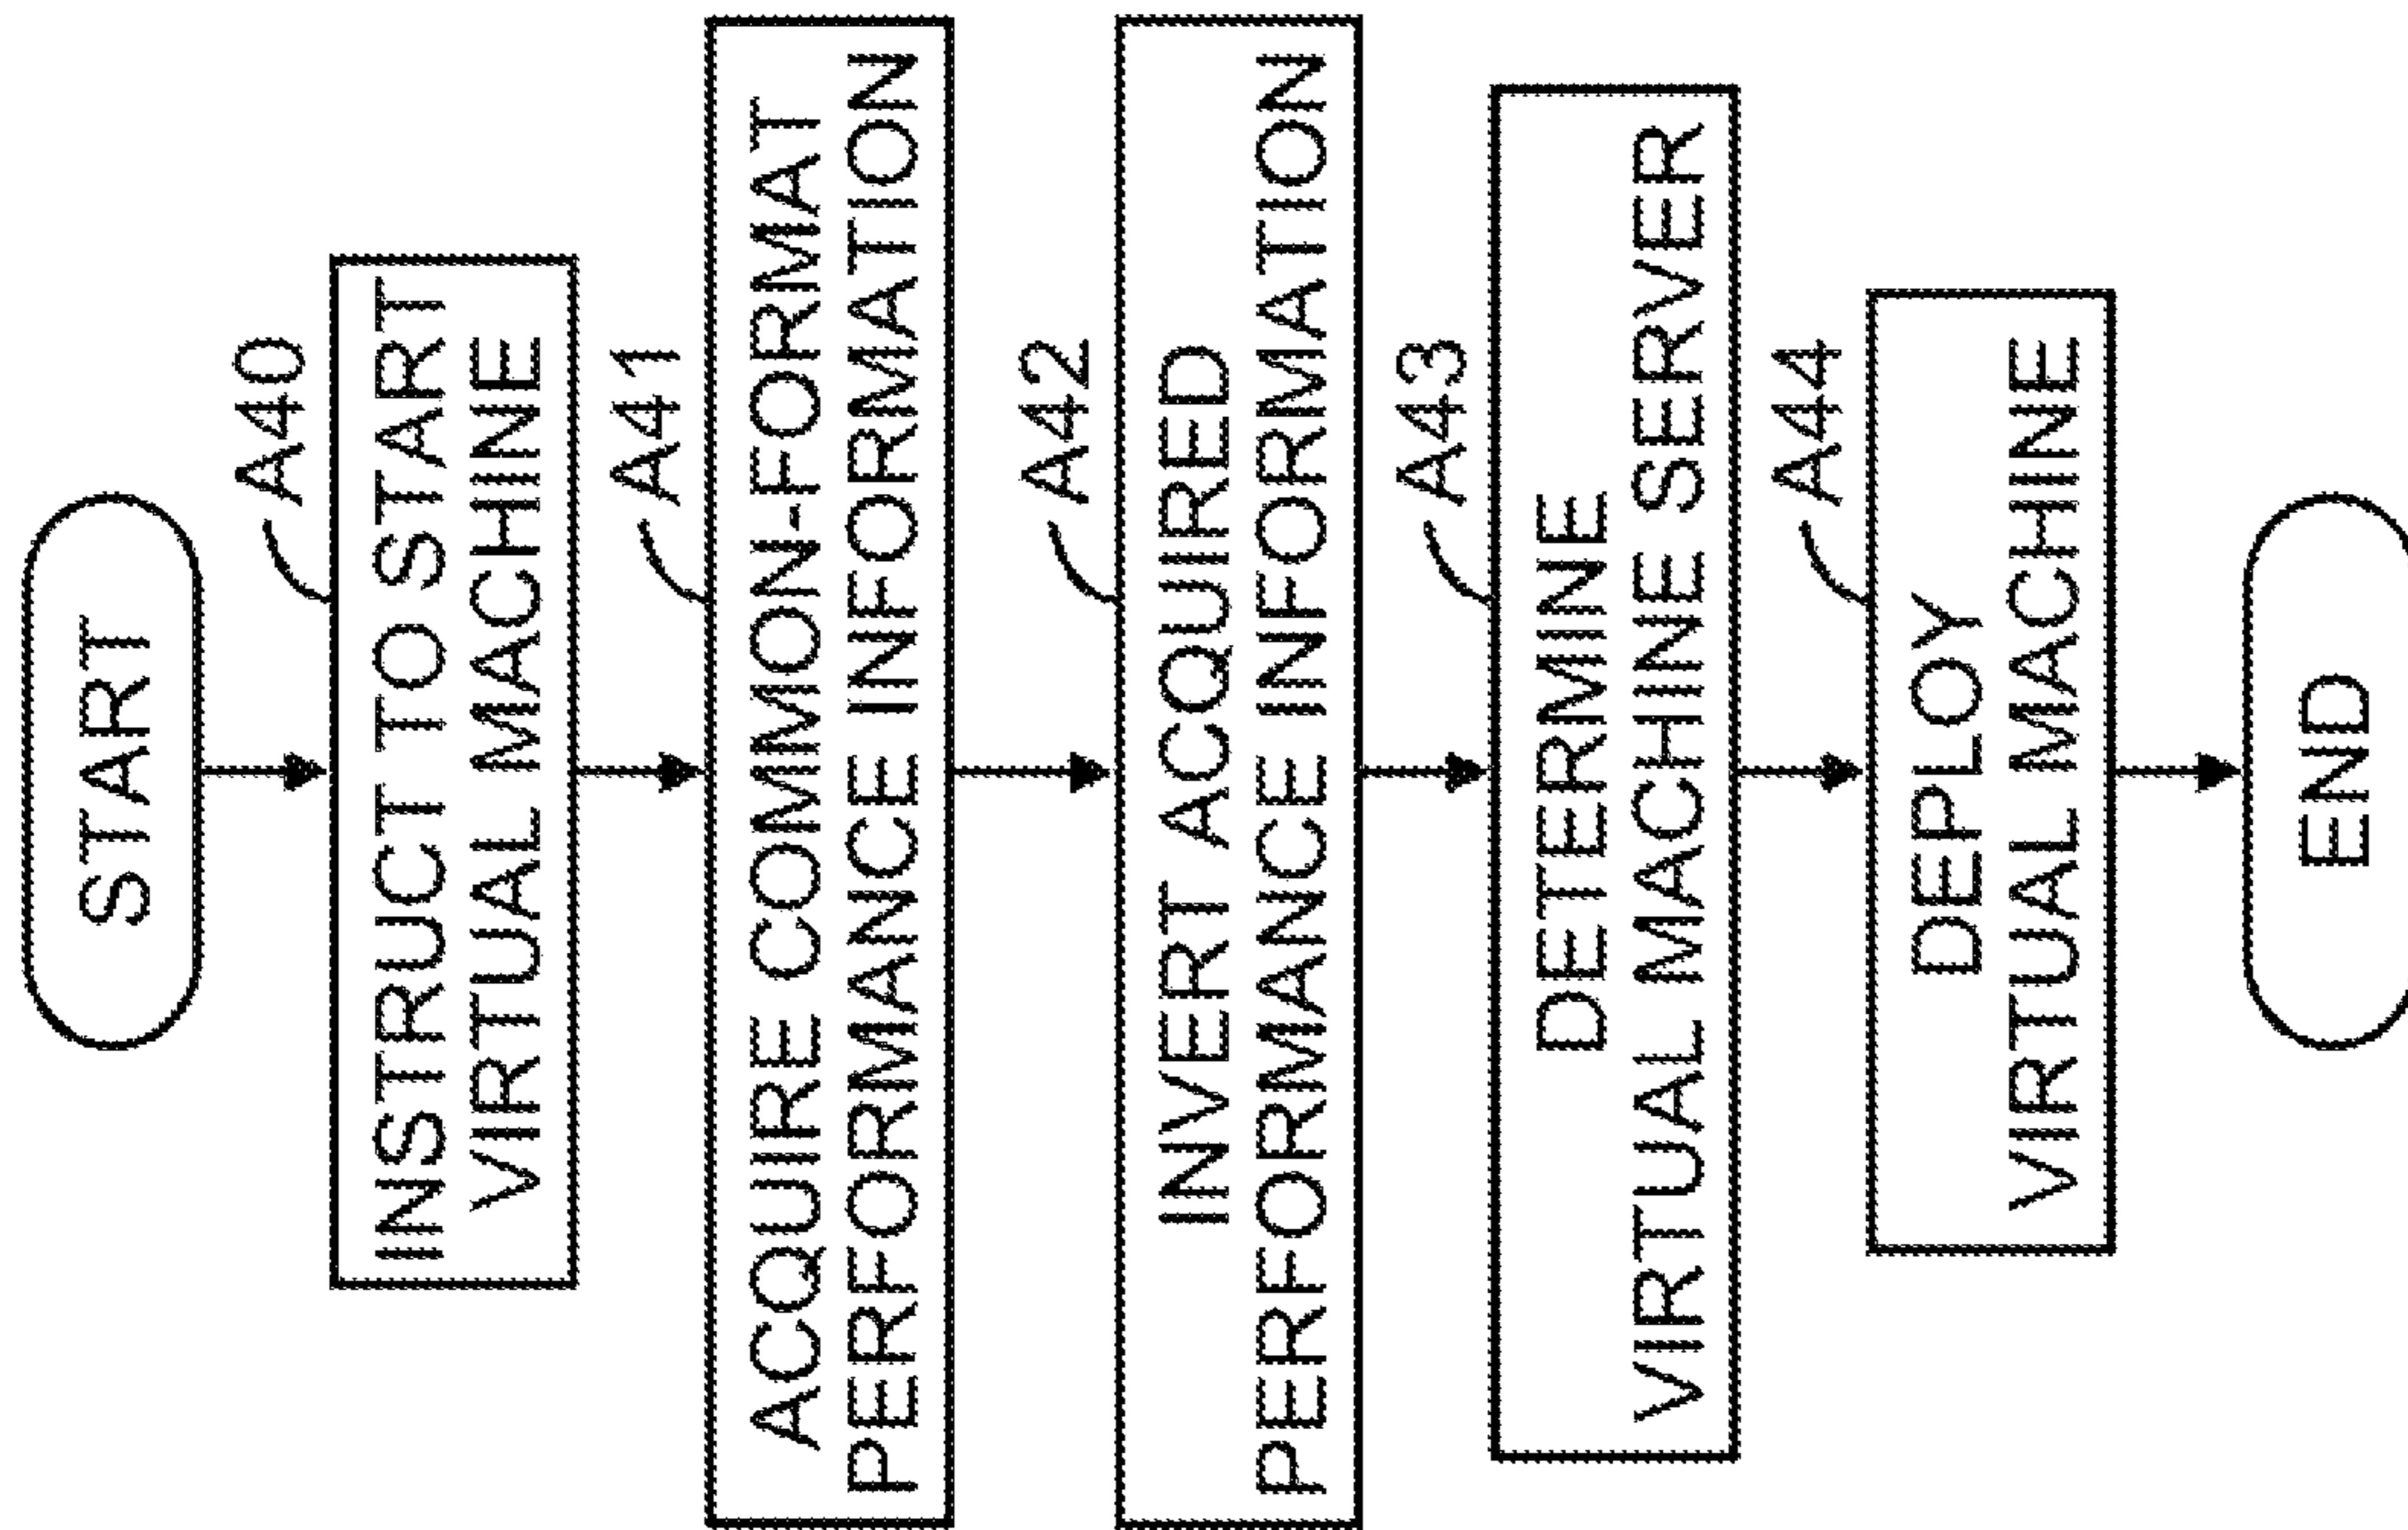 START
A40
INSTRUCT TO START
VIRTUAL MACHINE
A41
ACQUIRE COMMON-FORMAT
PERFORMANCE INFORMATION
A42
INVERT ACQUIRED
PERFORMANCE INFORMATION
A43
DETERMINE
VIRTUAL MACHINE SERVER
A44
DEPLOY
VIRTUAL MACHINE
END